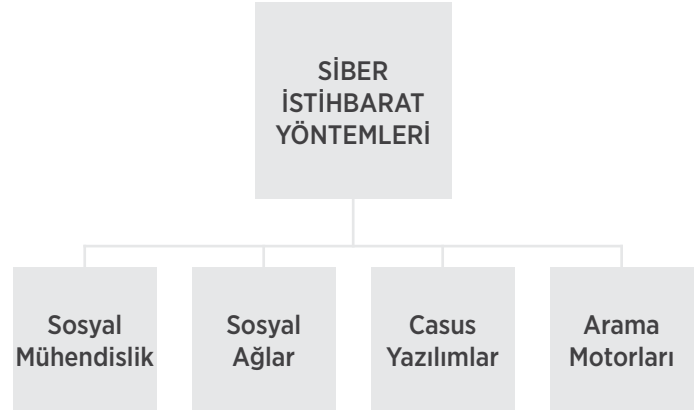 SİBER
İSTİHBARAT
YÖNTEMLERİ
Sosyal
Mühendislik
Sosyal
Ağlar
Casus
Yazılımlar
Arama
Motorları